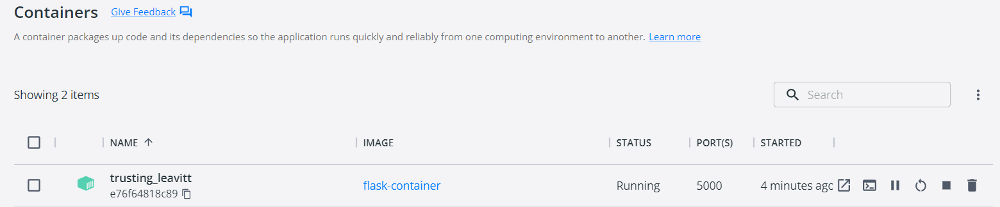 Containers Give Feedback
A container packages up code and its dependencies so the application runs quickly and reliably from one computing environment to another. Learn more
Showing 2 items
Search
NAME IMAGE STATUS PORT(S) STARTED
trusting_leavitt
e76f64818c89
flask-container Running 5000 4 minutes agc